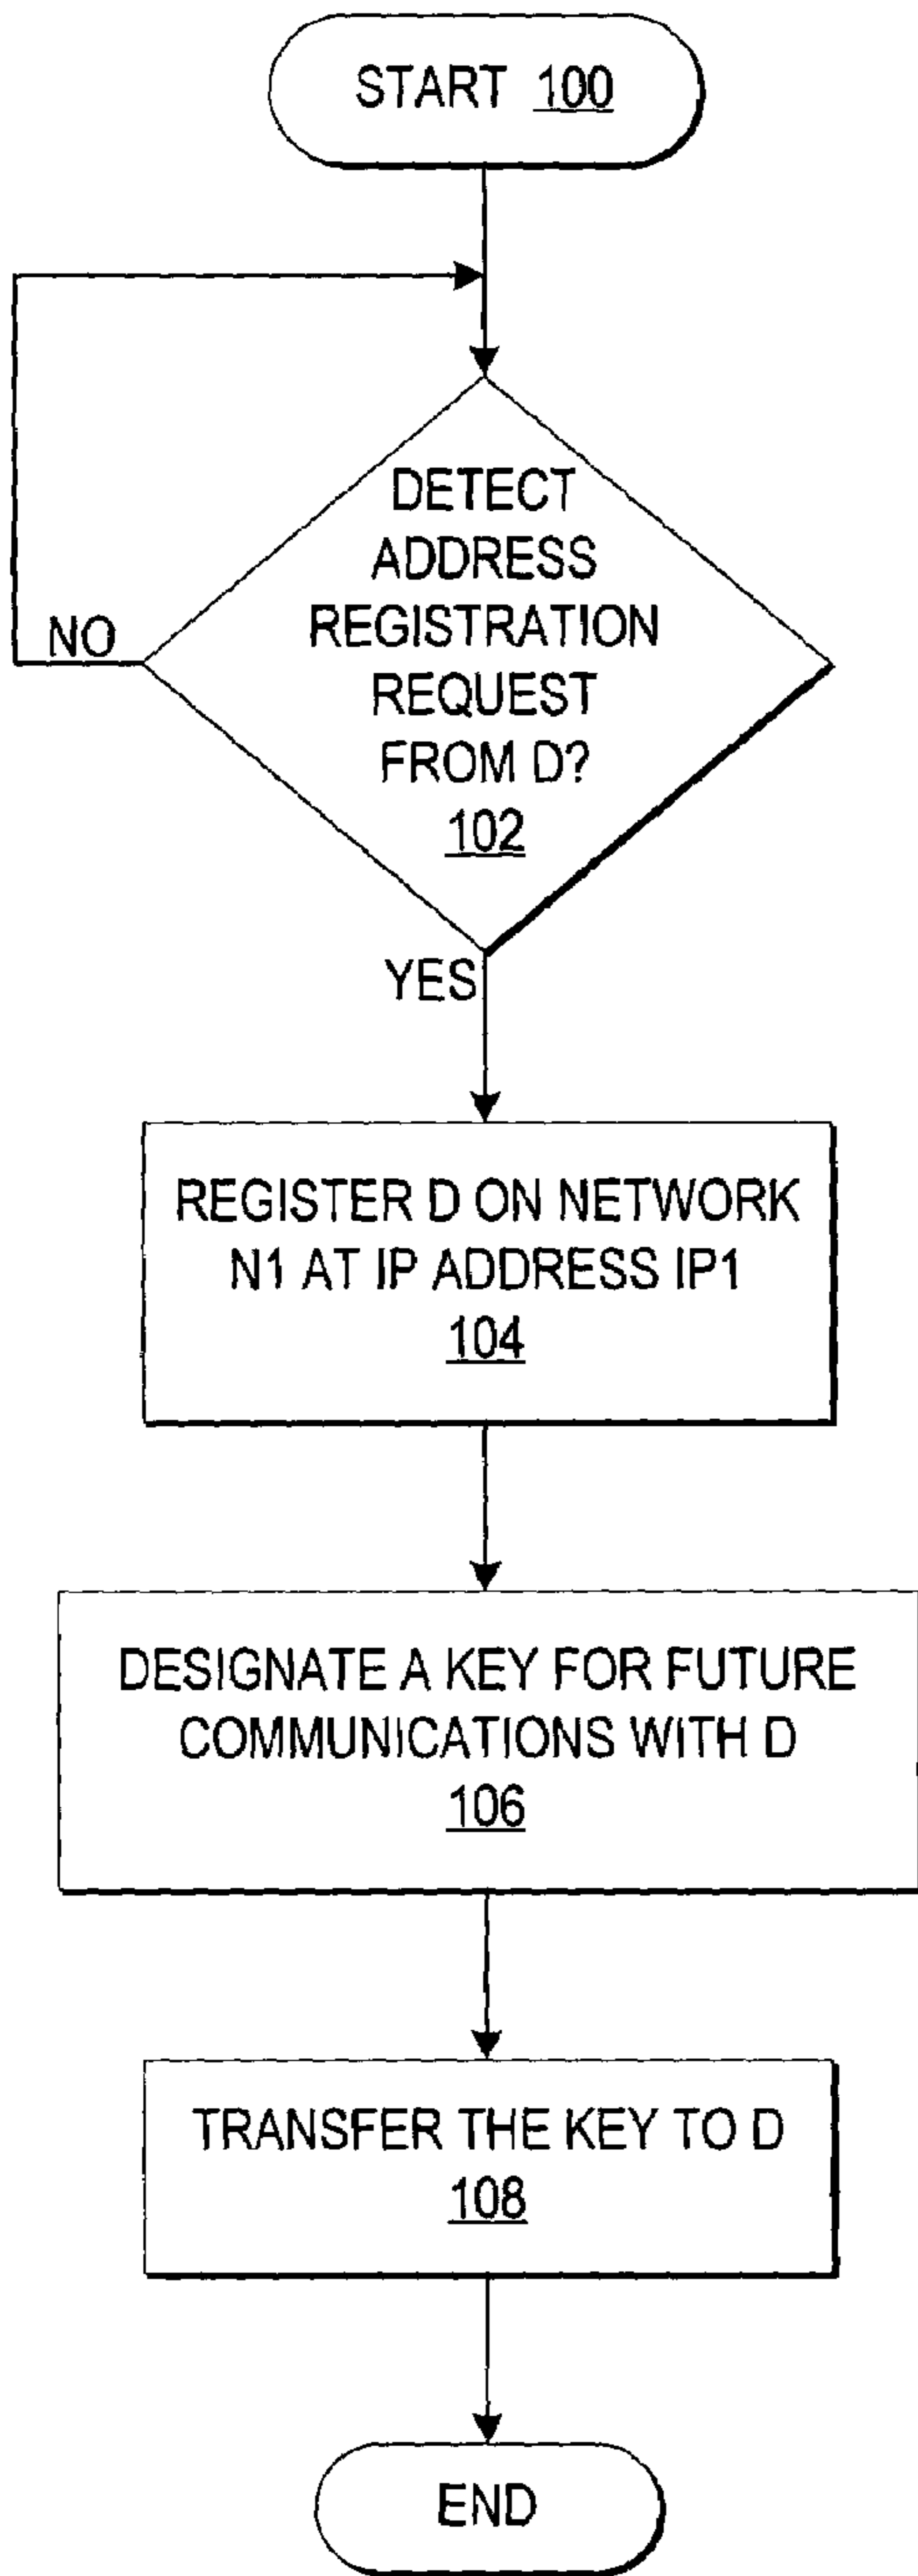 START 100
DETECT
ADDRESS
REGISTRATION
REQUEST
FROM D?
102
NO
YES
REGISTER D ON NETWORK
N1 AT IP ADDRESS IP1
104
DESIGNATE A KEY FOR FUTURE
COMMUNICATIONS WITH D
106
TRANSFER THE KEY TO D
108
END